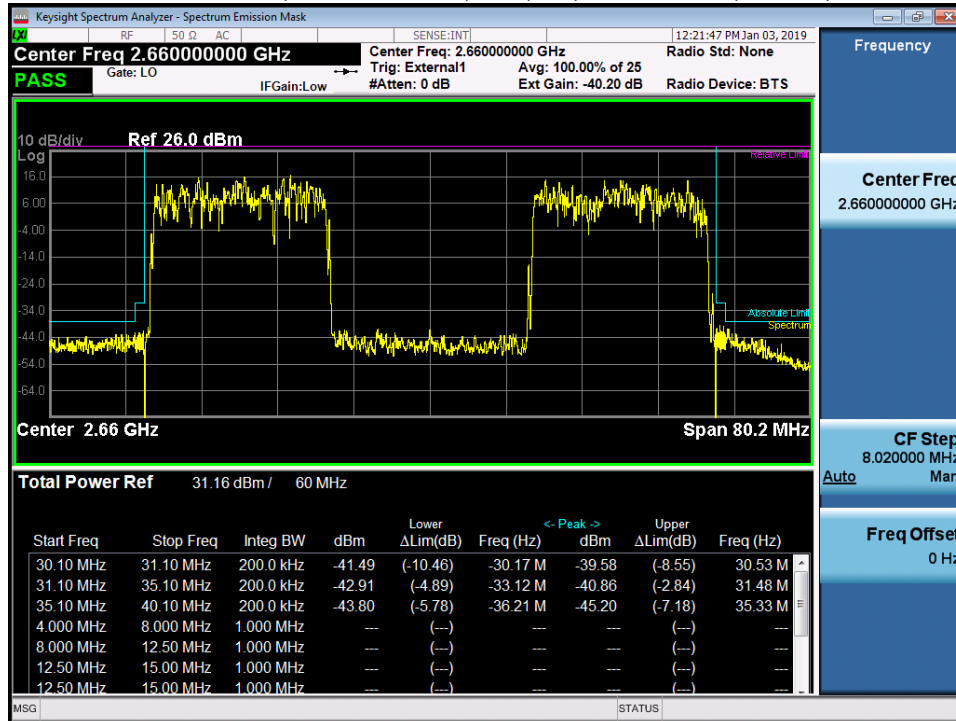 Keysight Spectrum Analyzer - Spectrum Emission Mask
LXI RF 50 Ω AC SENSE:INT 12:21:47 PM Jan 03, 2019
Center Freq 2.660000000 GHz Center Freq: 2.660000000 GHz Radio Std: None
Gate: LO Trig: External1 Avg: 100.00% of 25
PASS IFGain:Low #Atten: 0 dB Ext Gain: -40.20 dB Radio Device: BTS
Frequency
10 dB/div Ref 26.0 dBm
Log
Relative Limit
16.0
6.00
-4.00
-14.0
-24.0
-34.0
Absolute Limit
Spectrum
-44.0
-54.0
-64.0
Center 2.66 GHz Span 80.2 MHz
Center Freq
2.660000000 GHz
CF Step
8.020000 MHz
Auto Man
Freq Offset
0 Hz
Total Power Ref 31.16 dBm / 60 MHz
Lower <- Peak -> Upper
Start Freq Stop Freq Integ BW dBm ΔLim(dB) Freq (Hz) dBm ΔLim(dB) Freq (Hz)
30.10 MHz 31.10 MHz 200.0 kHz -41.49 (-10.46) -30.17 M -39.58 (-8.55) 30.53 M
31.10 MHz 35.10 MHz 200.0 kHz -42.91 (-4.89) -33.12 M -40.86 (-2.84) 31.48 M
35.10 MHz 40.10 MHz 200.0 kHz -43.80 (-5.78) -36.21 M -45.20 (-7.18) 35.33 M
4.000 MHz 8.000 MHz 1.000 MHz --- (---) --- --- (---) ---
8.000 MHz 12.50 MHz 1.000 MHz --- (---) --- --- (---) ---
12.50 MHz 15.00 MHz 1.000 MHz --- (---) --- --- (---) ---
12.50 MHz 15.00 MHz 1.000 MHz --- (---) --- --- (---) ---
MSG STATUS